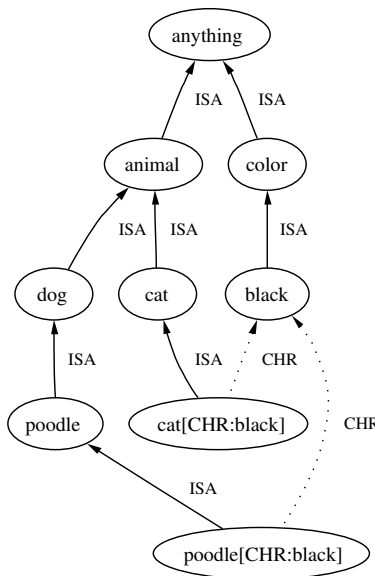 anything
ISA ISA
animal color
ISA ISA ISA
dog cat black
ISA ISA CHR
poodle cat[CHR:black] CHR
ISA
poodle[CHR:black]